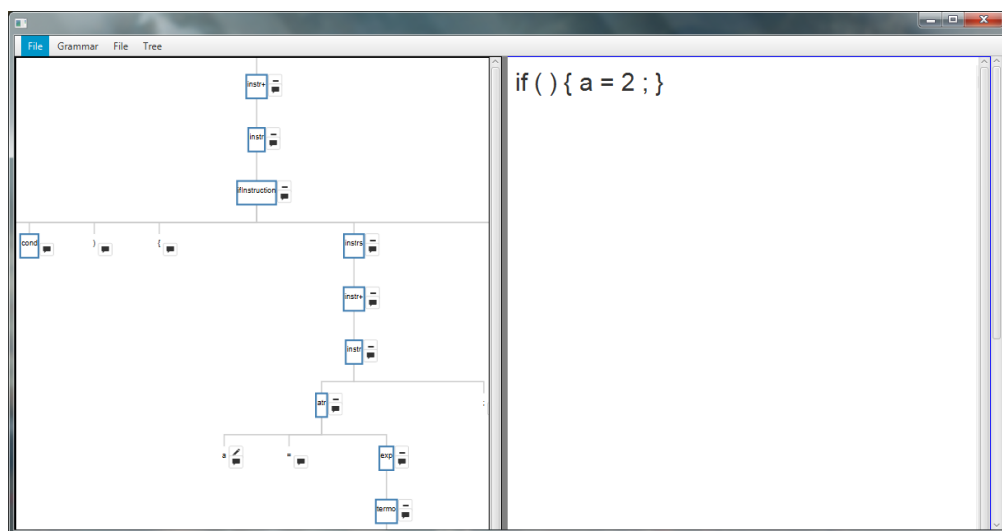 File Grammar File Tree
instr+
instr
ifInstruction
cond ) { instrs
instr+
instr
atr ;
a = exp
termo
if ( ) { a = 2 ; }